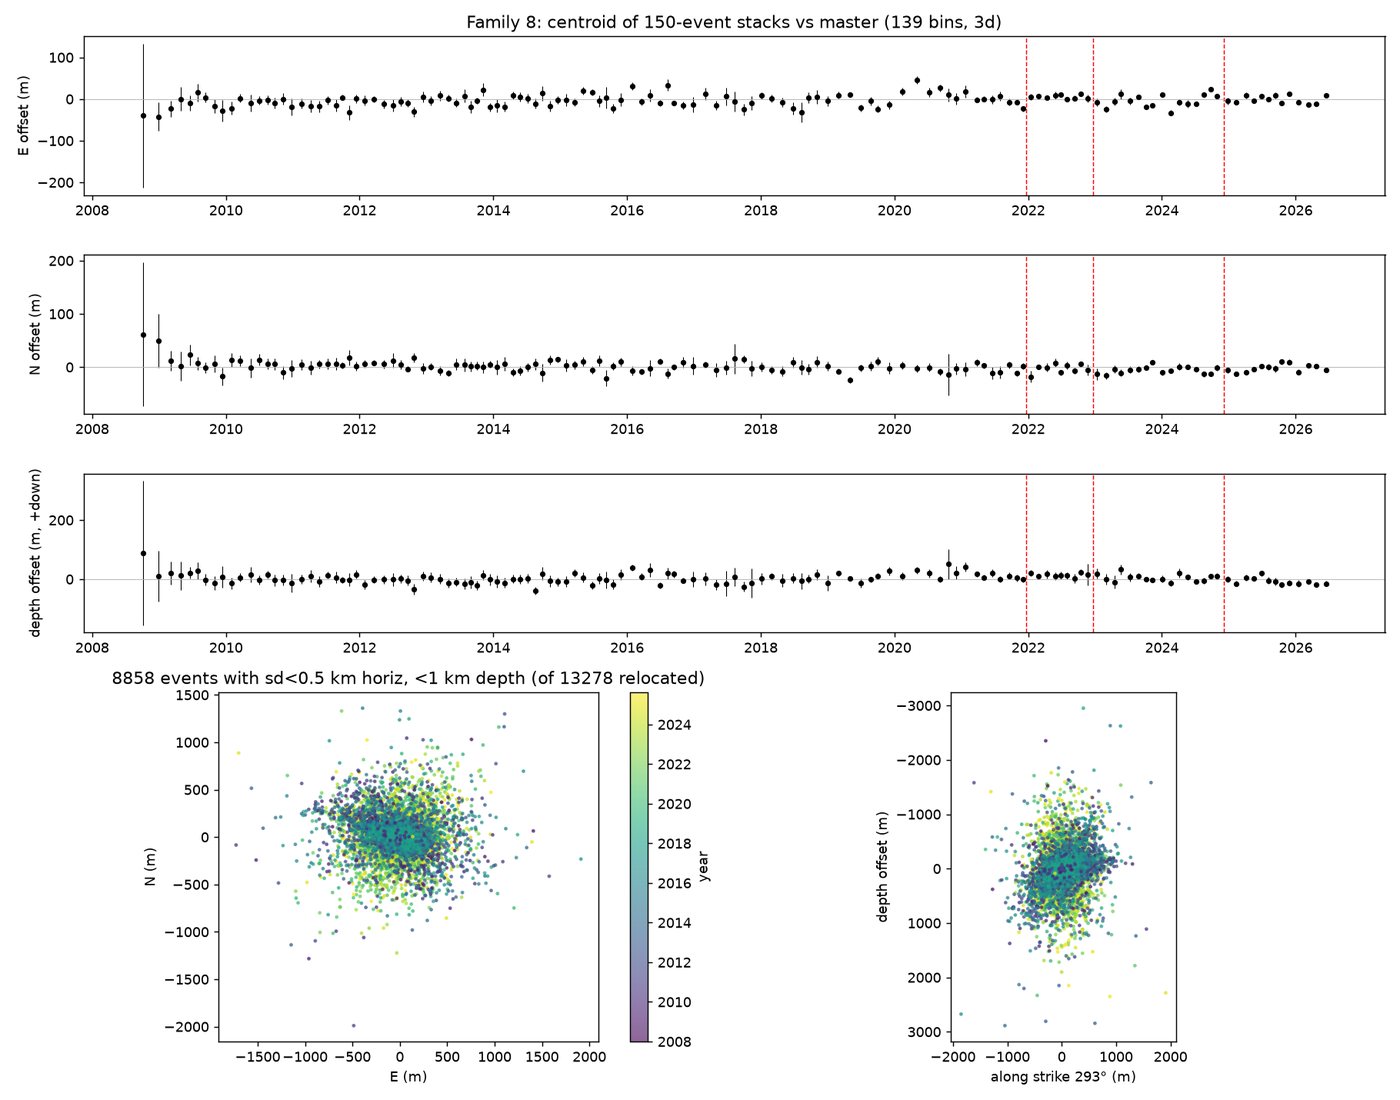 Family 8: centroid of 150-event stacks vs master (139 bins, 3d)
E offset (m)
100
0
−100
−200
2008 2010 2012 2014 2016 2018 2020 2022 2024 2026
N offset (m)
200
100
0
2008 2010 2012 2014 2016 2018 2020 2022 2024 2026
depth offset (m, +down)
200
0
2008 2010 2012 2014 2016 2018 2020 2022 2024 2026
8858 events with sd<0.5 km horiz, <1 km depth (of 13278 relocated)
N (m)
1500
1000
500
0
−500
−1000
−1500
−2000
−1500 −1000 −500 0 500 1000 1500 2000
E (m)
2024
2022
2020
2018
2016
2014
2012
2010
2008
year
depth offset (m)
−3000
−2000
−1000
0
1000
2000
3000
−2000 −1000 0 1000 2000
along strike 293° (m)